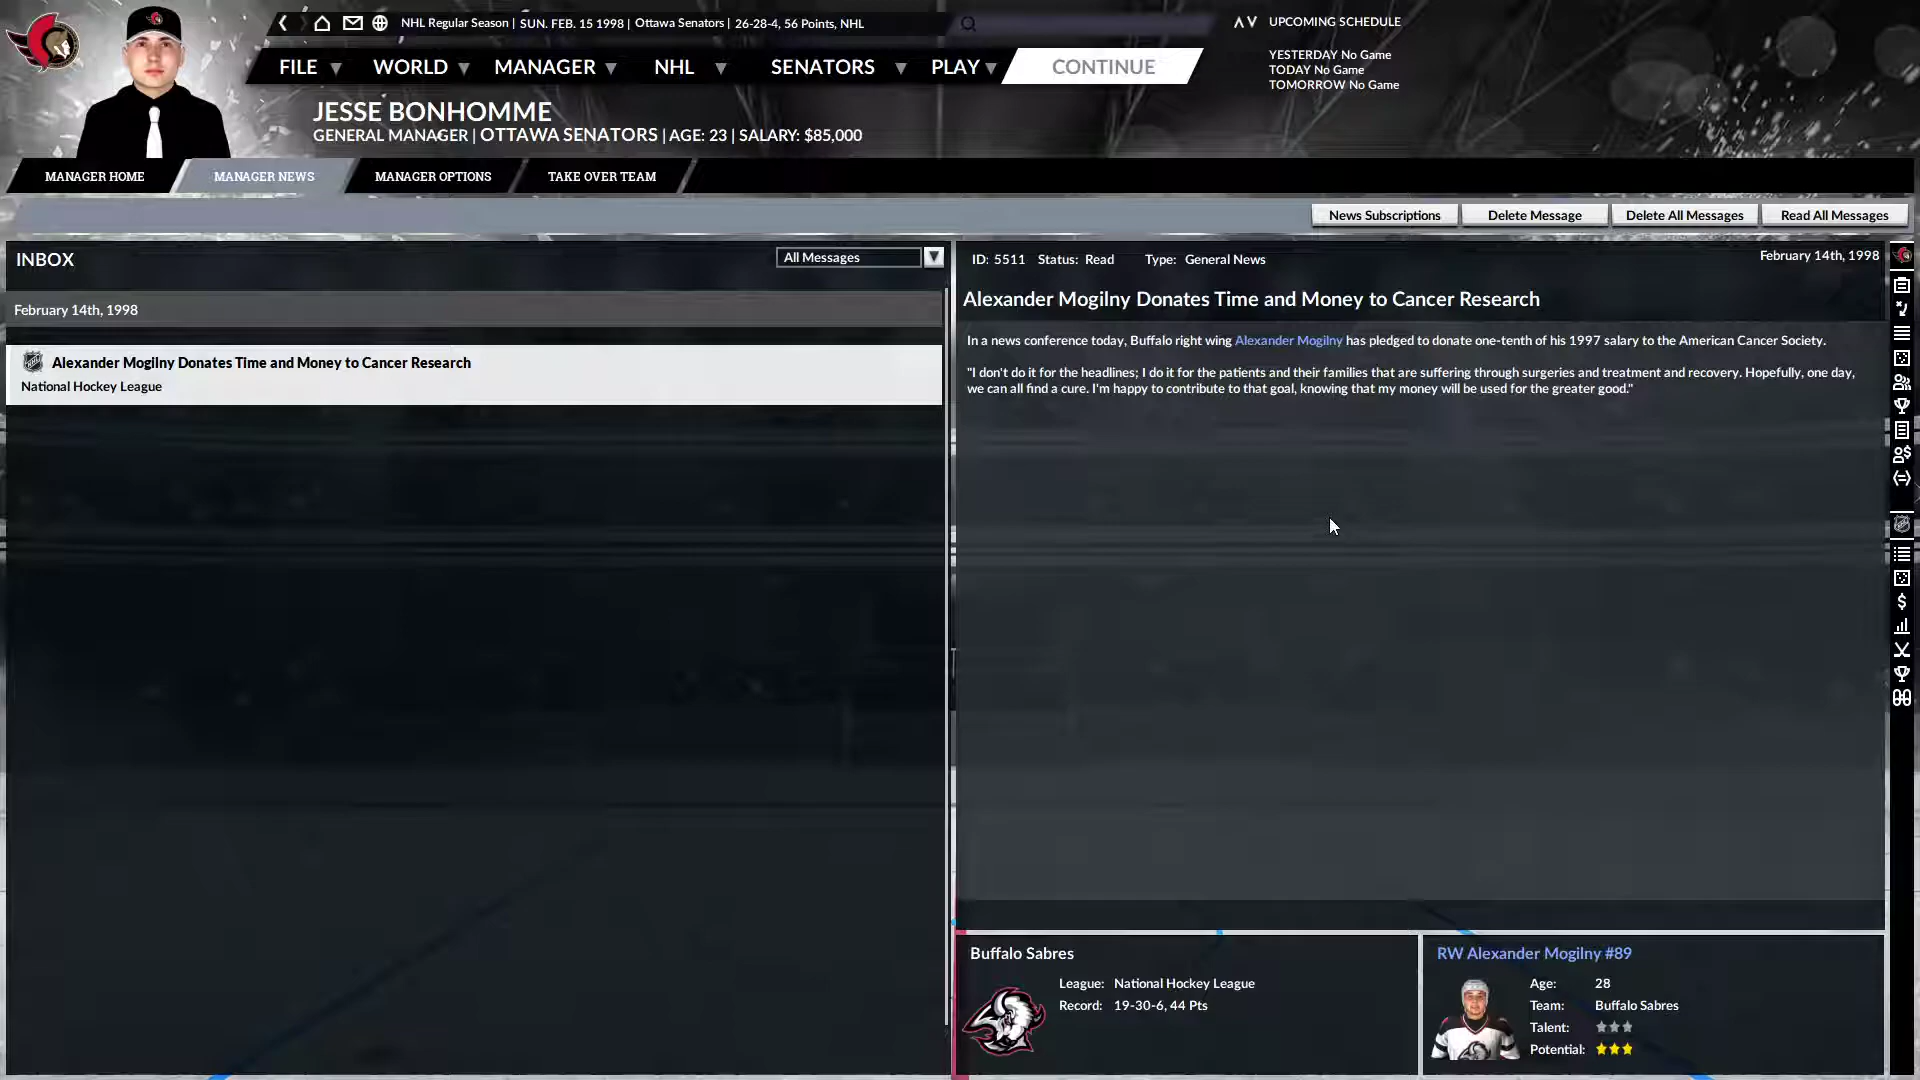 NHL Regular Season | SUN. FEB. 15 1998 | Ottawa Senators | 26-28-4, 56 Points, NHL
UPCOMING SCHEDULE
YESTERDAY No Game
TODAY No Game
TOMORROW No Game
FILE WORLD MANAGER NHL SENATORS PLAY CONTINUE
JESSE BONHOMME
GENERAL MANAGER | OTTAWA SENATORS | AGE: 23 | SALARY: $85,000
MANAGER HOME MANAGER NEWS MANAGER OPTIONS TAKE OVER TEAM
News Subscriptions Delete Message Delete All Messages Read All Messages
INBOX All Messages
February 14th, 1998
Alexander Mogilny Donates Time and Money to Cancer Research
National Hockey League
ID: 5511 Status: Read Type: General News February 14th, 1998
Alexander Mogilny Donates Time and Money to Cancer Research
In a news conference today, Buffalo right wing Alexander Mogilny has pledged to donate one-tenth of his 1997 salary to the American Cancer Society.
"I don't do it for the headlines; I do it for the patients and their families that are suffering through surgeries and treatment and recovery. Hopefully, one day,
we can all find a cure. I'm happy to contribute to that goal, knowing that my money will be used for the greater good."
Buffalo Sabres
League: National Hockey League
Record: 19-30-6, 44 Pts
RW Alexander Mogilny #89
Age: 28
Team: Buffalo Sabres
Talent:
Potential: